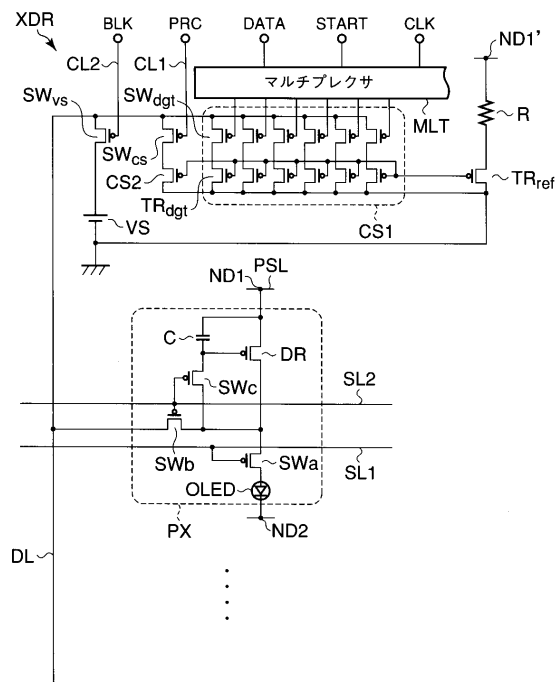 XDR
BLK
PRC
DATA
START
CLK
ND1'
CL2
CL1
マルチプレクサ
SWvs
SWdgt
MLT
R
SWcs
CS2
TRdgt
TRref
VS
CS1
ND1
PSL
C
DR
SWc
SL2
SWb
SWa
SL1
OLED
PX
ND2
DL